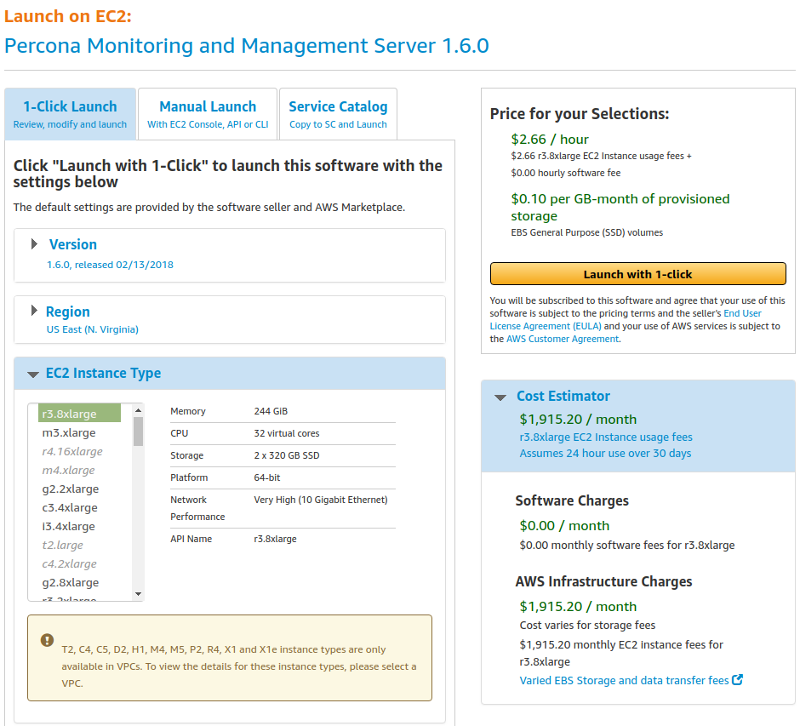 Launch on EC2:
Percona Monitoring and Management Server 1.6.0
1-Click Launch
Review, modify and launch
Manual Launch
With EC2 Console, API or CLI
Service Catalog
Copy to SC and Launch
Click "Launch with 1-Click" to launch this software with the
settings below
The default settings are provided by the software seller and AWS Marketplace.
Version
1.6.0, released 02/13/2018
Region
US East (N. Virginia)
EC2 Instance Type
r3.8xlarge
m3.xlarge
r4.16xlarge
m4.xlarge
g2.2xlarge
c3.4xlarge
i3.4xlarge
t2.large
c4.2xlarge
g2.8xlarge
r3.2xlarge
Memory 244 GiB
CPU 32 virtual cores
Storage 2 x 320 GB SSD
Platform 64-bit
Network Very High (10 Gigabit Ethernet)
Performance
API Name r3.8xlarge
T2, C4, C5, D2, H1, M4, M5, P2, R4, X1 and X1e instance types are only
available in VPCs. To view the details for these instance types, please select a
VPC.
Price for your Selections:
$2.66 / hour
$2.66 r3.8xlarge EC2 Instance usage fees +
$0.00 hourly software fee
$0.10 per GB-month of provisioned
storage
EBS General Purpose (SSD) volumes
Launch with 1-click
You will be subscribed to this software and agree that your use of this
software is subject to the pricing terms and the seller's End User
License Agreement (EULA) and your use of AWS services is subject to
the AWS Customer Agreement.
Cost Estimator
$1,915.20 / month
r3.8xlarge EC2 Instance usage fees
Assumes 24 hour use over 30 days
Software Charges
$0.00 / month
$0.00 monthly software fees for r3.8xlarge
AWS Infrastructure Charges
$1,915.20 / month
Cost varies for storage fees
$1,915.20 monthly EC2 instance fees for
r3.8xlarge
Varied EBS Storage and data transfer fees